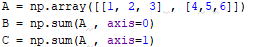 A = np.array([[1, 2, 3] , [4,5,6]])
B = np.sum(A , axis=0)
C = np.sum(A , axis=1)